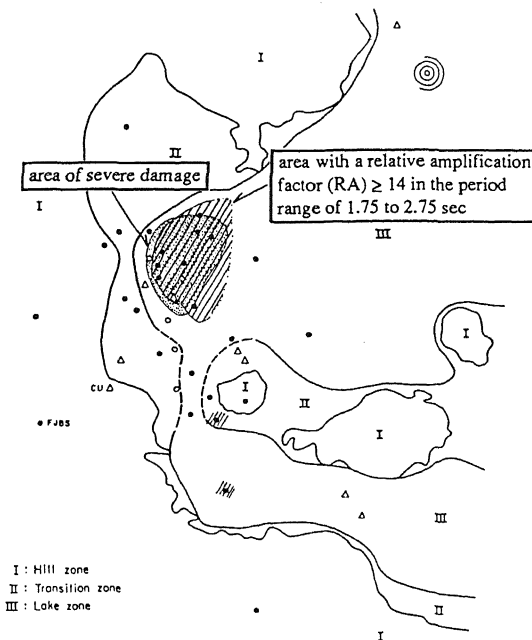 I
II
area of severe damage
area with a relative amplification
factor (RA) ≥ 14 in the period
range of 1.75 to 2.75 sec
I
III
I
CU
I
II
FJBS
I
III
I : Hill zone
II : Transition zone
III : Lake zone
II
I